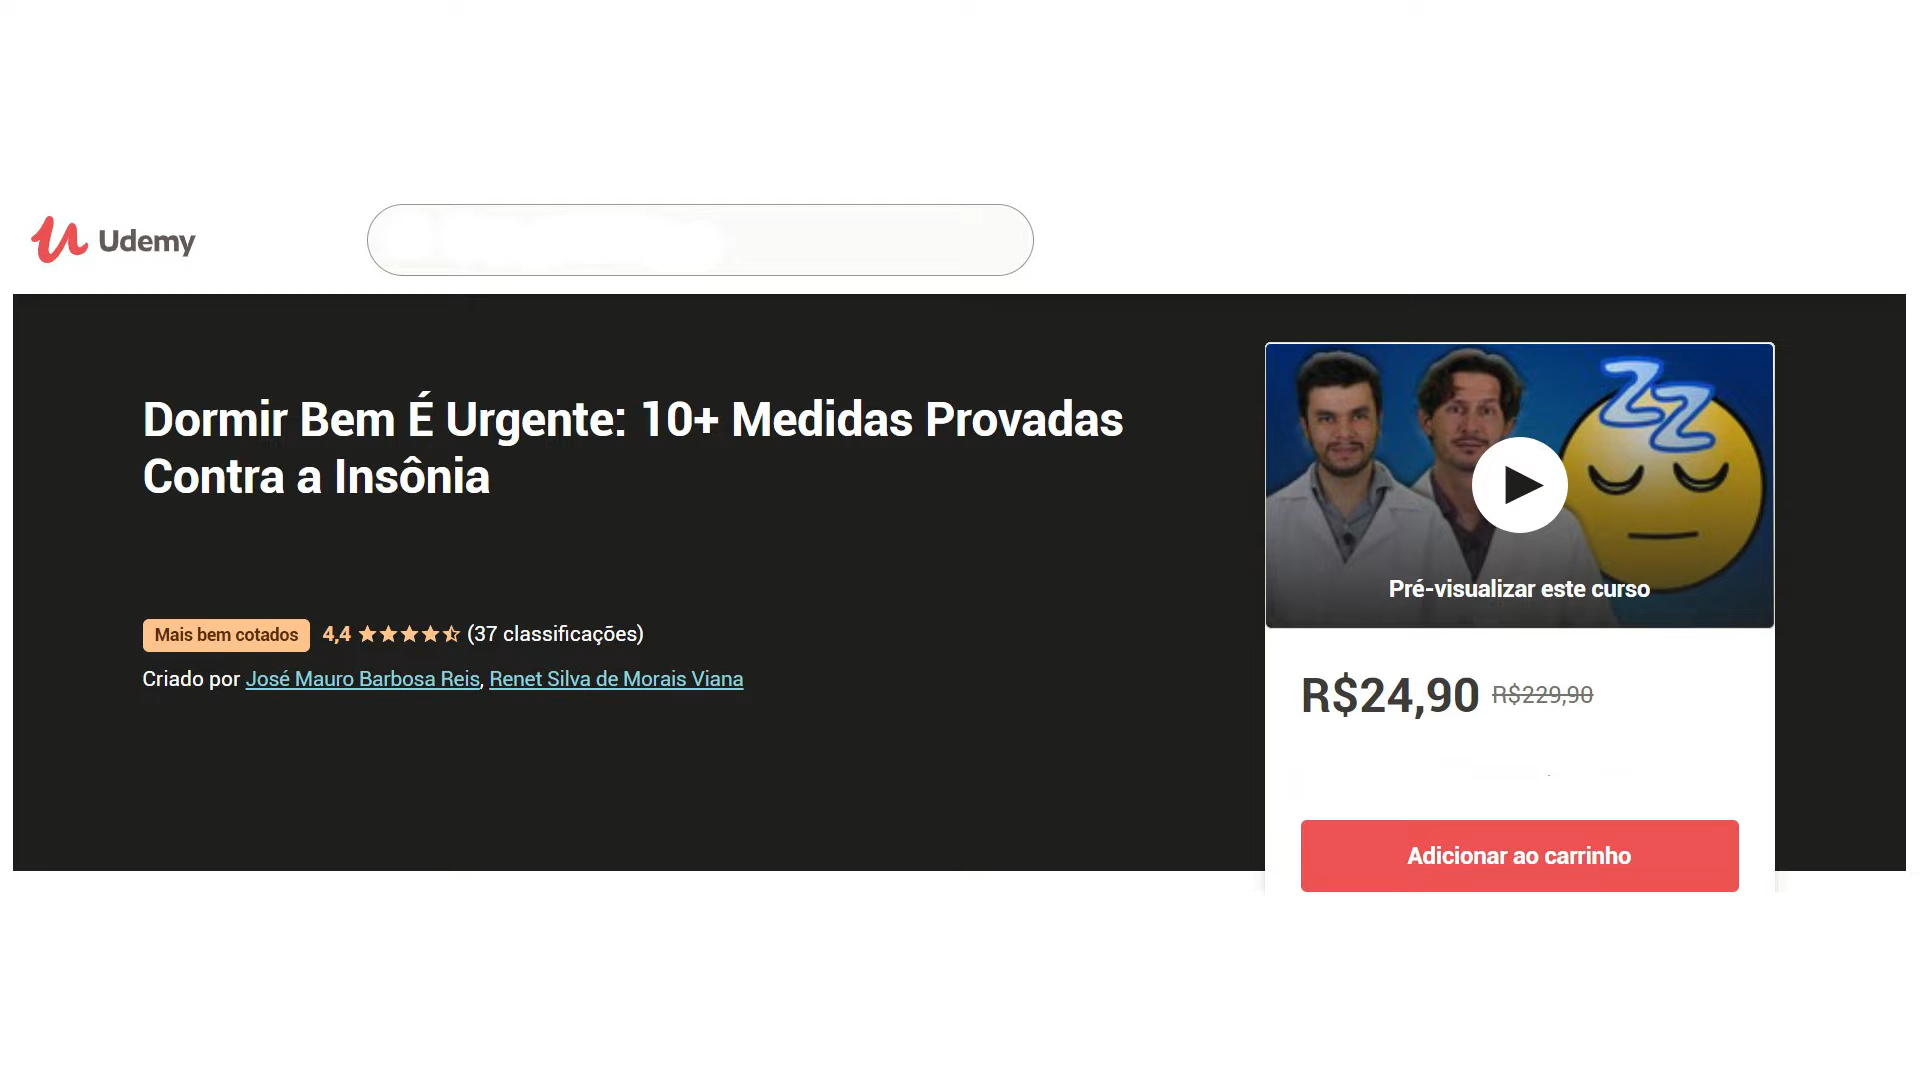 Udemy
Dormir Bem É Urgente: 10+ Medidas Provadas
Contra a Insônia
Mais bem cotados 4,4 (37 classificações)
Criado por José Mauro Barbosa Reis, Renet Silva de Morais Viana
ZZ
Pré-visualizar este curso
R$24,90 R$229,90
Adicionar ao carrinho